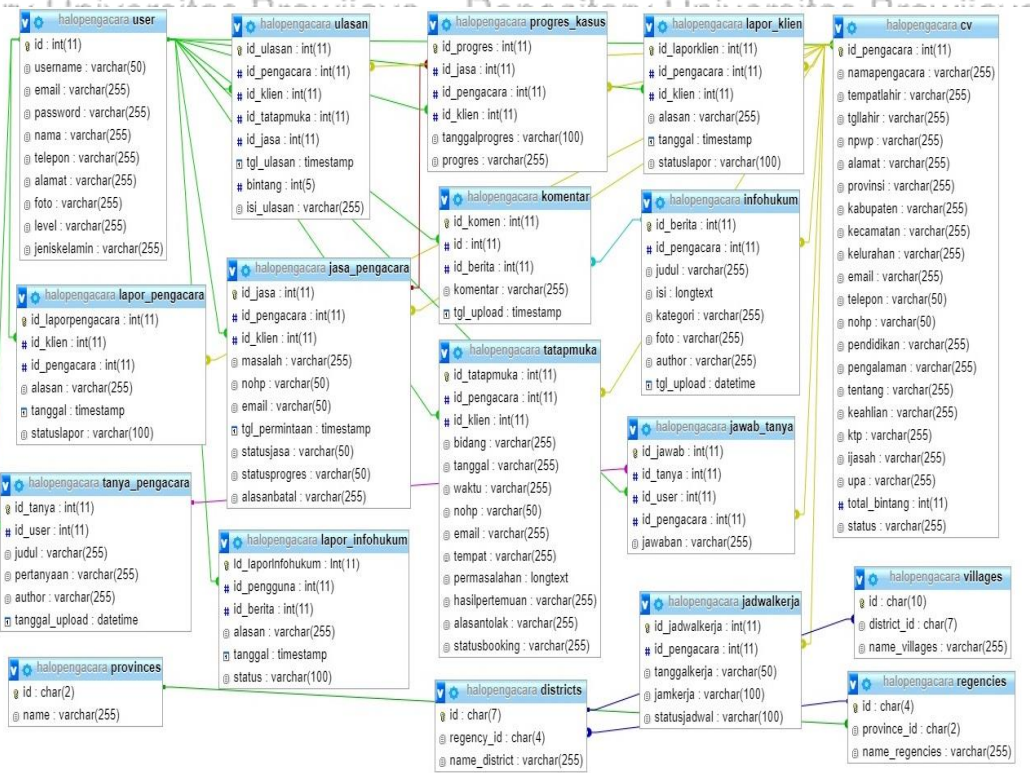 halopengacara user
id : int(11)
username : varchar(50)
email : varchar(255)
password : varchar(255)
nama : varchar(255)
telepon : varchar(255)
alamat : varchar(255)
foto : varchar(255)
level : varchar(255)
jeniskelamin : varchar(255)
halopengacara ulasan
id_ulasan : int(11)
id_pengacara : int(11)
id_klien : int(11)
id_tatapmuka : int(11)
id_jasa : int(11)
tgl_ulasan : timestamp
bintang : int(5)
isi_ulasan : varchar(255)
halopengacara progres_kasus
id_progres : int(11)
id_jasa : int(11)
id_pengacara : int(11)
id_klien : int(11)
tanggalprogres : varchar(100)
progres : varchar(255)
halopengacara lapor_klien
id_laporklien : int(11)
id_pengacara : int(11)
id_klien : int(11)
alasan : varchar(255)
tanggal : timestamp
statuslapor : varchar(100)
halopengacara cv
id_pengacara : int(11)
namapengacara : varchar(255)
tempatlahir : varchar(255)
tgllahir : varchar(255)
npwp : varchar(255)
alamat : varchar(255)
provinsi : varchar(255)
kabupaten : varchar(255)
kecamatan : varchar(255)
kelurahan : varchar(255)
email : varchar(255)
telepon : varchar(50)
nohp : varchar(50)
pendidikan : varchar(255)
pengalaman : varchar(255)
tentang : varchar(255)
keahlian : varchar(255)
ktp : varchar(255)
ijasah : varchar(255)
upa : varchar(255)
total_bintang : int(11)
status : varchar(255)
halopengacara komentar
id_komen : int(11)
id : int(11)
id_berita : int(11)
komentar : varchar(255)
tgl_upload : timestamp
halopengacara infohukum
id_berita : int(11)
id_pengacara : int(11)
judul : varchar(255)
isi : longtext
kategori : varchar(255)
foto : varchar(255)
author : varchar(255)
tgl_upload : datetime
halopengacara lapor_pengacara
id_laporpengacara : int(11)
id_klien : int(11)
id_pegacara : int(11)
alasan : varchar(255)
tanggal : timestamp
statuslapor : varchar(100)
halopengacara jasa_pengacara
id_jasa : int(11)
id_pengacara : int(11)
id_klien : int(11)
masalah : varchar(255)
nohp : varchar(50)
email : varchar(50)
tgl_permintaan : timestamp
statusjasa : varchar(50)
statusprogres : varchar(50)
alasanbatal : varchar(255)
halopengacara tatapmuka
id_tatapmuka : int(11)
id_pengacara : int(11)
id_klien : int(11)
bidang : varchar(255)
tanggal : varchar(255)
waktu : varchar(255)
nohp : varchar(50)
email : varchar(255)
tempat : varchar(255)
permasalahan : longtext
hasilpertemuan : varchar(255)
alasantolak : varchar(255)
statusbooking : varchar(255)
halopengacara jawab_tanya
id_jawab : int(11)
id_tanya : int(11)
id_user : int(11)
id_pengacara : int(11)
jawaban : varchar(255)
halopengacara tanya_pengacara
id_tanya : int(11)
id_user : int(11)
judul : varchar(255)
pertanyaan : varchar(255)
author : varchar(255)
tanggal_upload : datetime
halopengacara lapor_infohukum
id_laporinfohukum : int(11)
id_pengguna : int(11)
id_berita : int(11)
alasan : varchar(255)
tanggal : timestamp
status : varchar(100)
halopengacara jadwalkerja
id_jadwalkerja : int(11)
id_pengacara : int(11)
tanggalkerja : varchar(50)
jamkerja : varchar(100)
statusjadwal : varchar(100)
halopengacara villages
id : char(10)
district_id : char(7)
name_villages : varchar(255)
halopengacara provinces
id : char(2)
name : varchar(255)
halopengacara districts
id : char(7)
regency_id : char(4)
name_district : varchar(255)
halopengacara regencies
id : char(4)
province_id : char(2)
name_regencies : varchar(255)